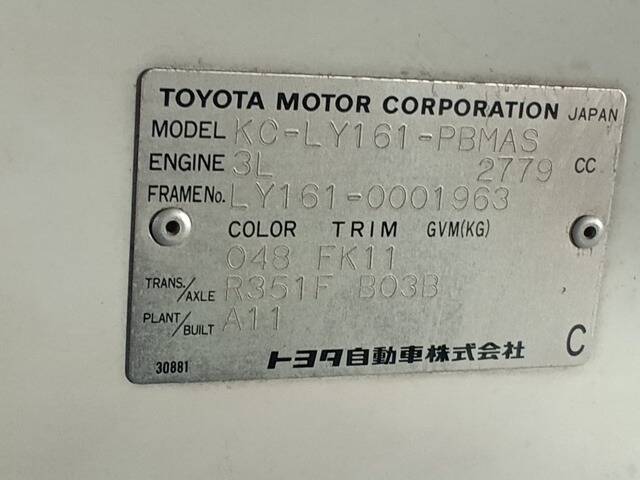 TOYOTA MOTOR CORPORATION JAPAN
MODEL KC-LY161-PBMAS
ENGINE 3L 2779 CC
FRAME No. LY161-0001963
COLOR TRIM GVM(KG)
048 FK11
TRANS./AXLE R351F B03B
PLANT/BUILT A11
30881 トヨタ自動車株式会社 C